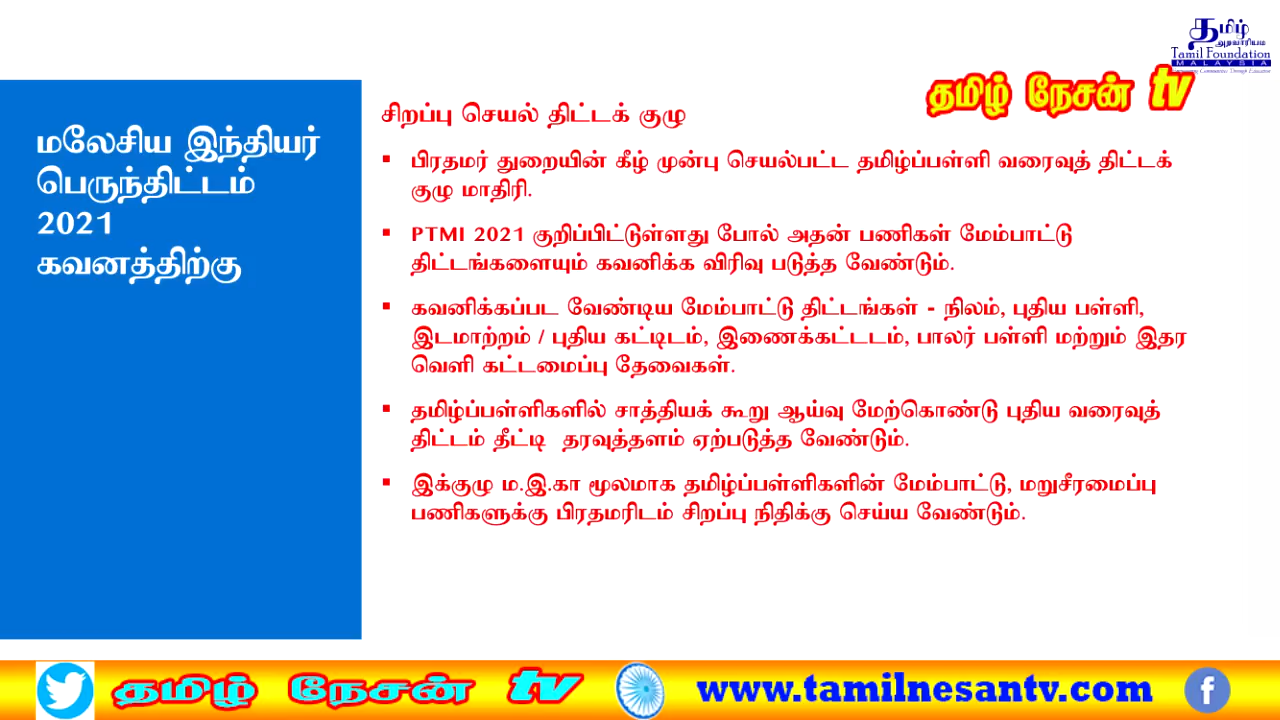 தமிழ்
அறவாரியம
Tamil Foundation
MALAYSIA
தமிழ் நேசன் tv
மலேசிய இந்தியர்
பெருந்திட்டம்
2021
கவனத்திற்கு
சிறப்பு செயல் திட்டக் குழு
▪ பிரதமர் துறையின் கீழ் முன்பு செயல்பட்ட தமிழ்ப்பள்ளி வரைவுத் திட்டக்
குழு மாதிரி.
▪ PTMI 2021 குறிப்பிட்டுள்ளது போல் அதன் பணிகள் மேம்பாட்டு
திட்டங்களையும் கவனிக்க விரிவு படுத்த வேண்டும்.
▪ கவனிக்கப்பட வேண்டிய மேம்பாட்டு திட்டங்கள் - நிலம், புதிய பள்ளி,
இடமாற்றம் / புதிய கட்டிடம், இணைக்கட்டடம், பாலர் பள்ளி மற்றும் இதர
வெளி கட்டமைப்பு தேவைகள்.
▪ தமிழ்ப்பள்ளிகளில் சாத்தியக் கூறு ஆய்வு மேற்கொண்டு புதிய வரைவுத்
திட்டம் தீட்டி தரவுத்தளம் ஏற்படுத்த வேண்டும்.
▪ இக்குழு ம.இ.கா மூலமாக தமிழ்ப்பள்ளிகளின் மேம்பாட்டு, மறுசீரமைப்பு
பணிகளுக்கு பிரதமரிடம் சிறப்பு நிதிக்கு செய்ய வேண்டும்.
தமிழ் நேசன் tv www.tamilnesantv.com